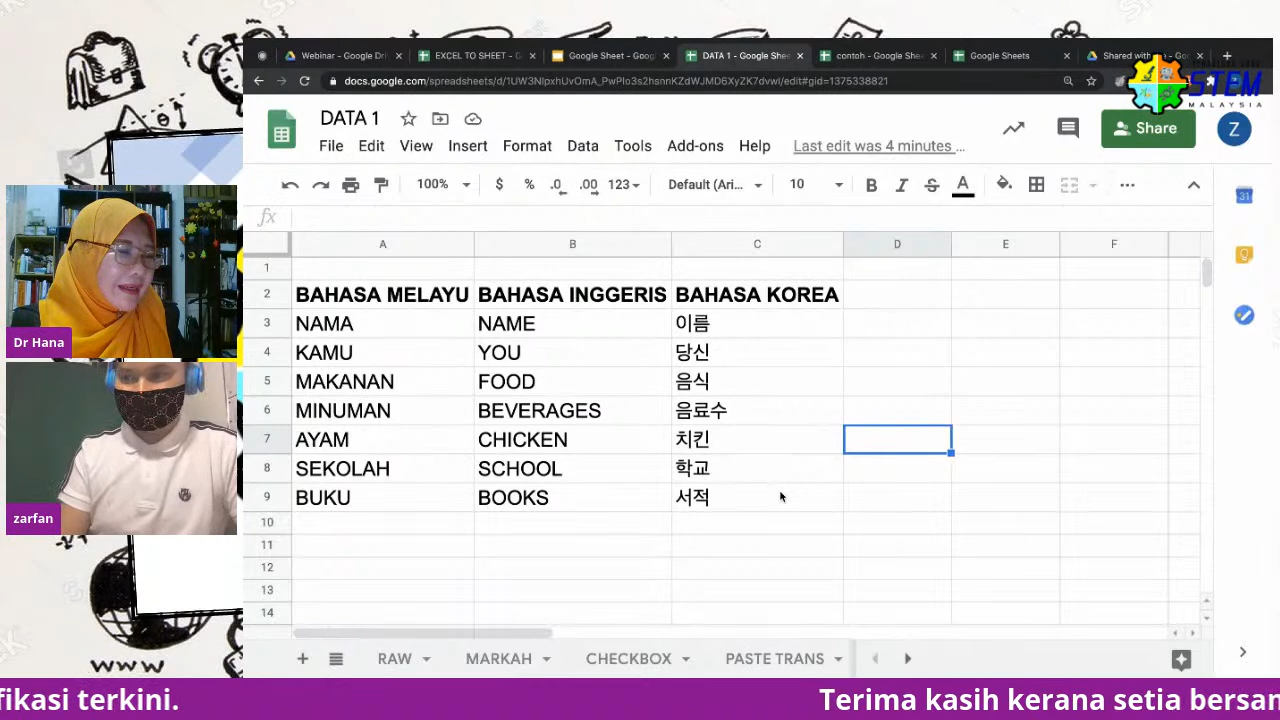 Webinar - Google Dri
EXCEL TO SHEET - G
Google Sheet - Goog
DATA 1 - Google Shee
contoh - Google Shee
Google Sheets
Shared with
docs.google.com/spreadsheets/d/
/edit#gid=1375338821
STEM
MALAYSIA
DATA 1
Share
Z
File Edit View Insert Format Data Tools Add-ons Help Last edit was 4 minutes ...
100% $ % .0 .00 123 Default (Ari... 10 B I S A
31
fx
A B C D E F
1
2 BAHASA MELAYU BAHASA INGGERIS BAHASA KOREA
3 NAMA NAME 이름
4 KAMU YOU 당신
5 MAKANAN FOOD 음식
6 MINUMAN BEVERAGES 음료수
7 AYAM CHICKEN 치킨
8 SEKOLAH SCHOOL 학교
9 BUKU BOOKS 서적
10
11
12
13
14
Dr Hana
zarfan
www
RAW MARKAH CHECKBOX PASTE TRANS
fikasi terkini. Terima kasih kerana setia bersam